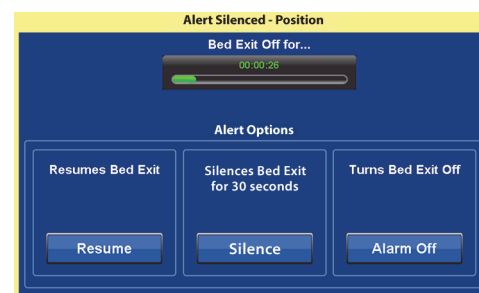 Alert Silenced - Position
Bed Exit Off for...
00:00:26
Alert Options
Resumes Bed Exit
Resume
Silences Bed Exit
for 30 seconds
Silence
Turns Bed Exit Off
Alarm Off